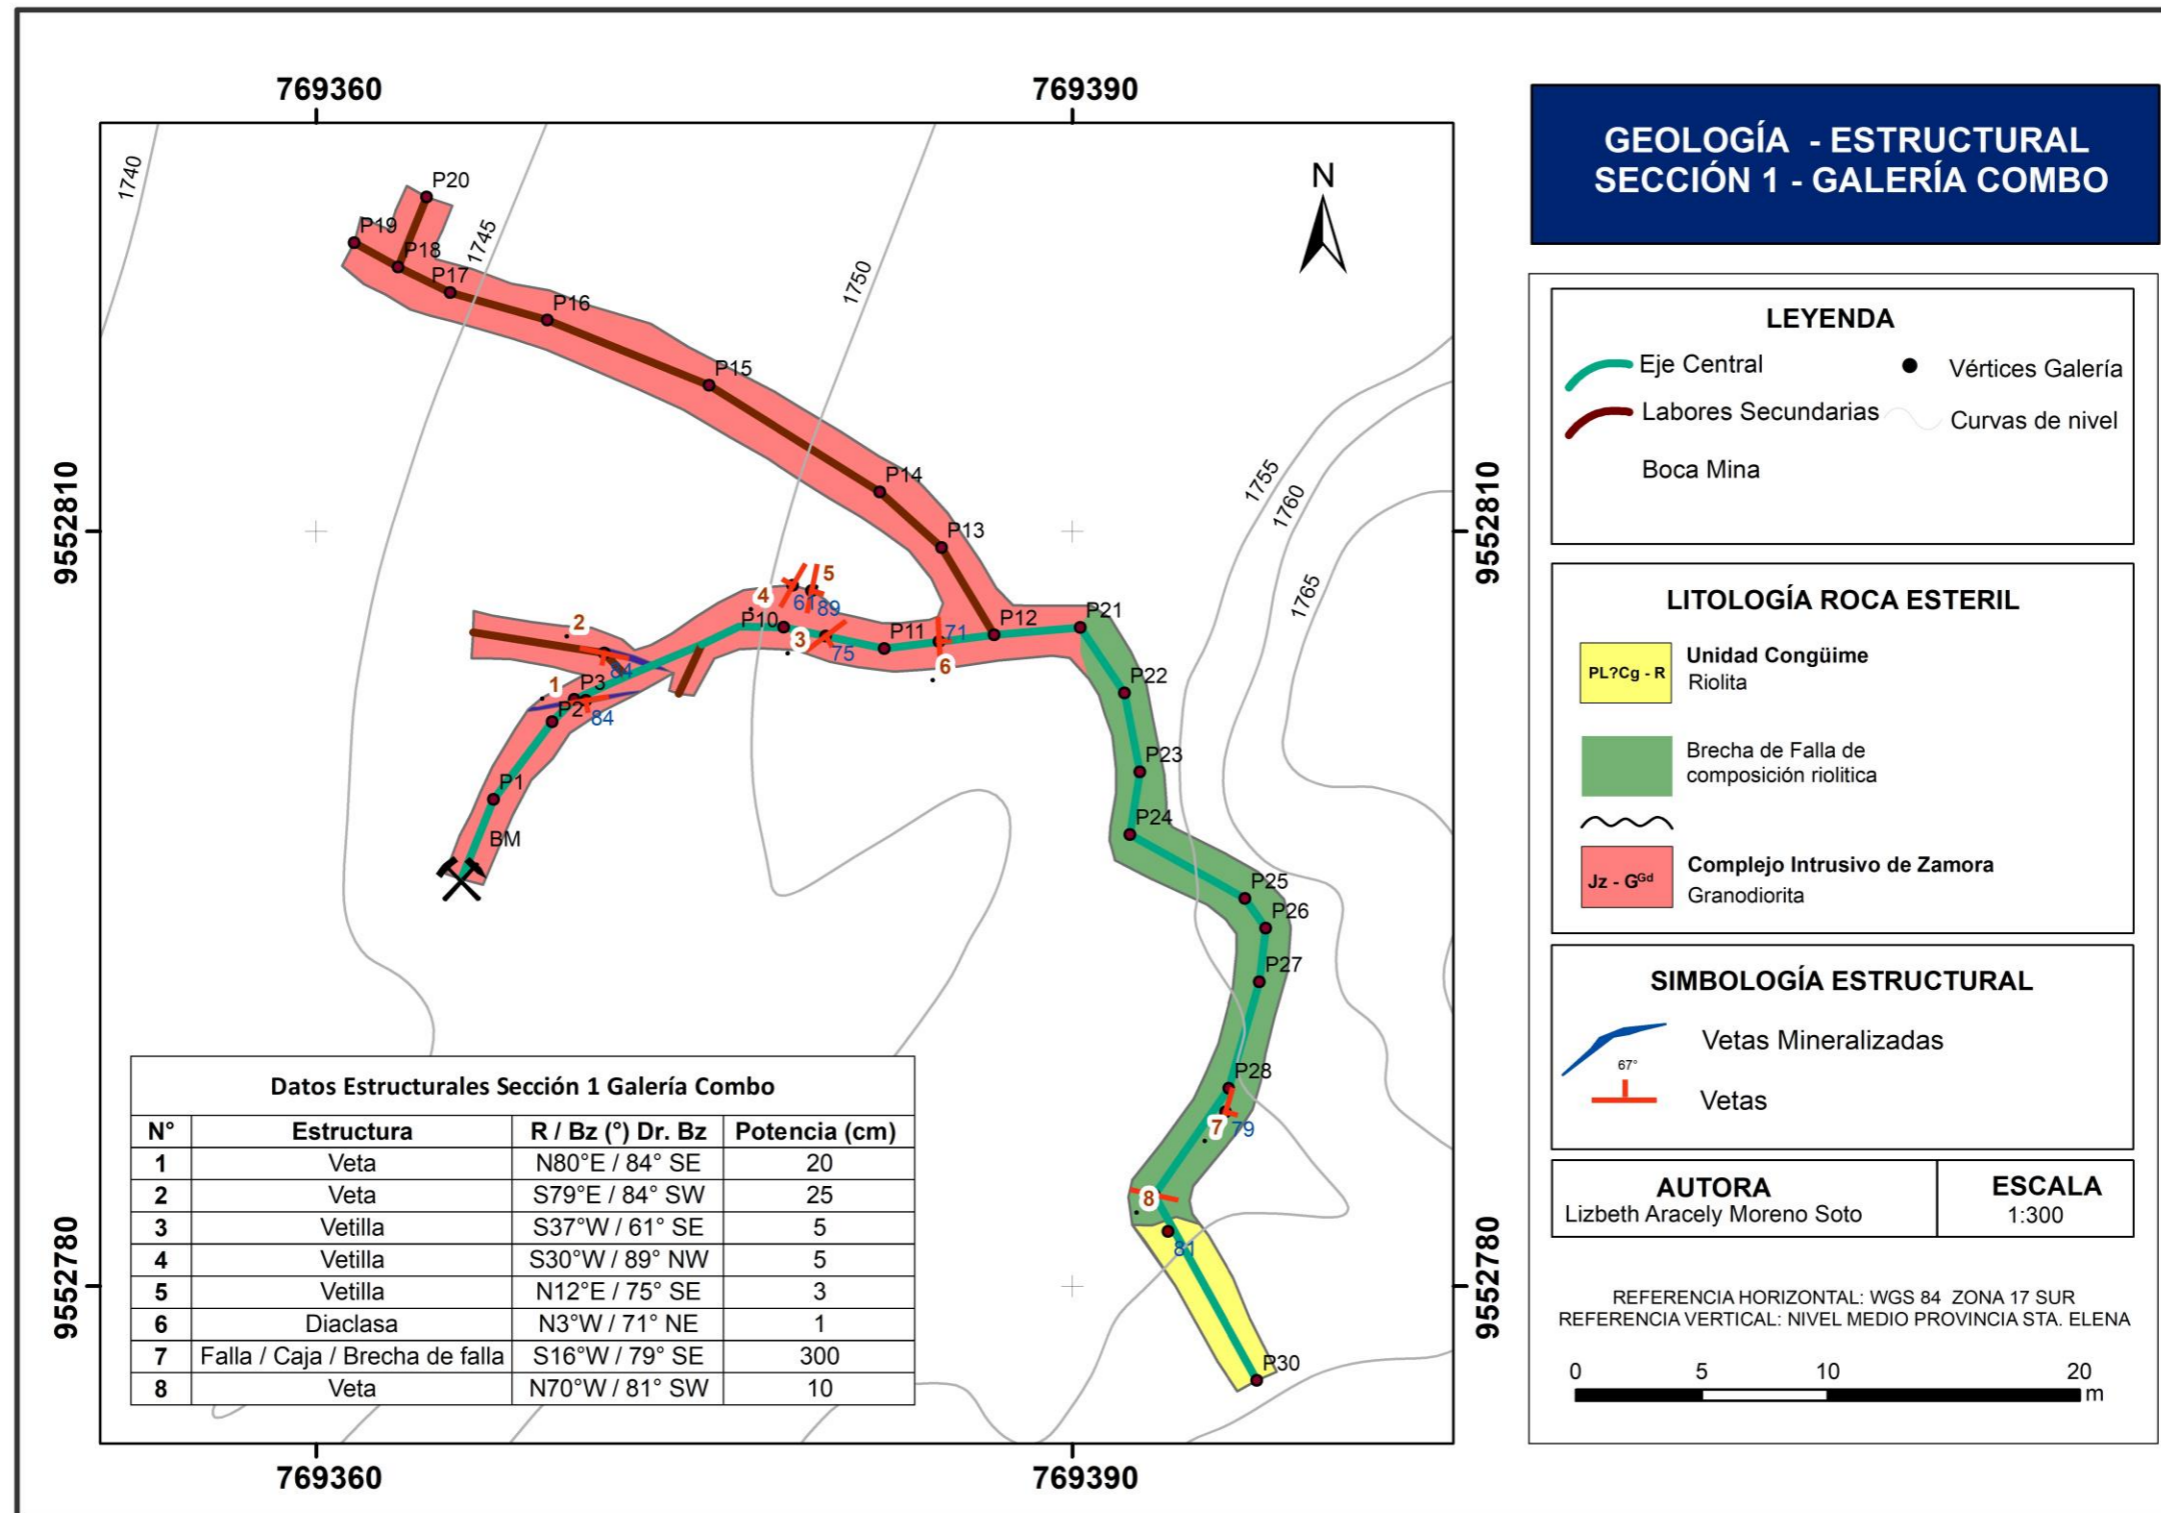 769360
769390
GEOLOGÍA - ESTRUCTURAL
SECCIÓN 1 - GALERÍA COMBO
N
1740
1745
1750
1755
1760
1765
9552810
9552810
9552780
9552780
P20
P19
P18
P17
P16
P15
P14
P13
P12
P21
P11
P10
P22
P23
P24
P25
P26
P27
P28
P30
P3
P2
P1
BM
1
84
2
84
3
75
4
61
5
89
6
71
7
79
8
81
LEYENDA
Eje Central
Vértices Galería
Labores Secundarias
Curvas de nivel
Boca Mina
LITOLOGÍA ROCA ESTERIL
PL?Cg - R
Unidad Congüime
Riolita
Brecha de Falla de
composición riolitica
Jz - GGd
Complejo Intrusivo de Zamora
Granodiorita
SIMBOLOGÍA ESTRUCTURAL
Vetas Mineralizadas
67°
Vetas
AUTORA
Lizbeth Aracely Moreno Soto
ESCALA
1:300
REFERENCIA HORIZONTAL: WGS 84 ZONA 17 SUR
REFERENCIA VERTICAL: NIVEL MEDIO PROVINCIA STA. ELENA
0 5 10 20
m
Datos Estructurales Sección 1 Galería Combo
N° Estructura R / Bz (°) Dr. Bz Potencia (cm)
1 Veta N80°E / 84° SE 20
2 Veta S79°E / 84° SW 25
3 Vetilla S37°W / 61° SE 5
4 Vetilla S30°W / 89° NW 5
5 Vetilla N12°E / 75° SE 3
6 Diaclasa N3°W / 71° NE 1
7 Falla / Caja / Brecha de falla S16°W / 79° SE 300
8 Veta N70°W / 81° SW 10
769360
769390